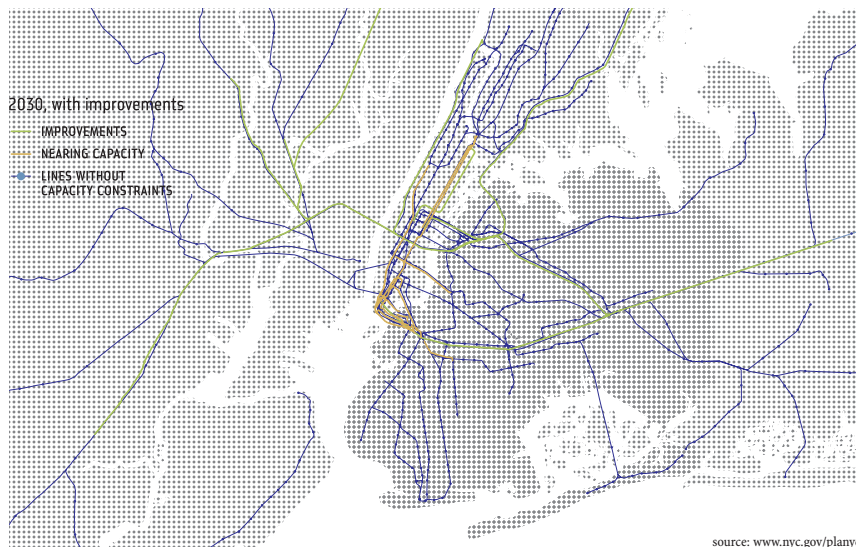 2030, with improvements
IMPROVEMENTS
NEARING CAPACITY
LINES WITHOUT
CAPACITY CONSTRAINTS
source: www.nyc.gov/planyc